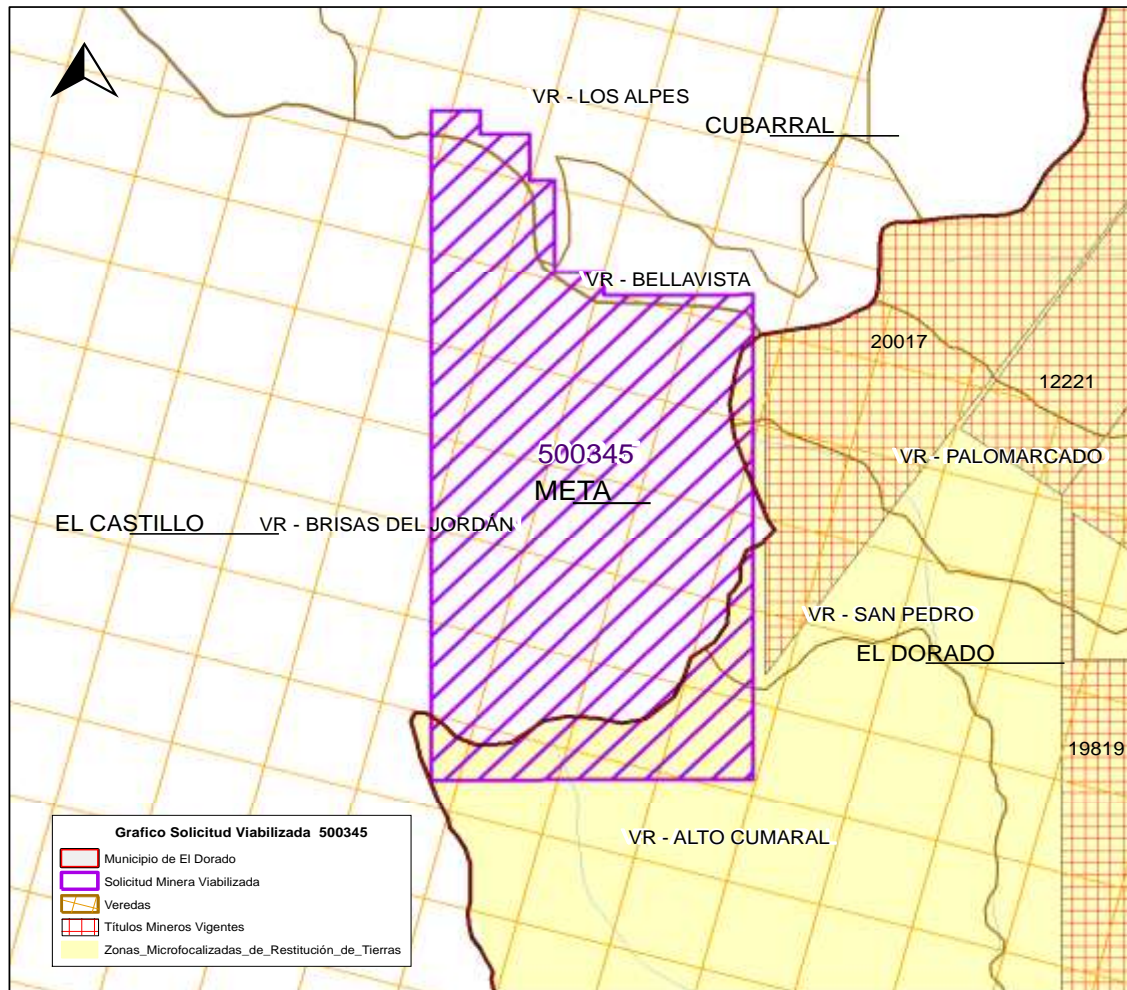 VR - LOS ALPES
CUBARRAL
VR - BELLAVISTA
20017
12221
500345
META
VR - PALOMARCADO
EL CASTILLO
VR - BRISAS DEL JORDÁN
VR - SAN PEDRO
EL DORADO
19819
VR - ALTO CUMARAL
Grafico Solicitud Viabilizada 500345
Municipio de El Dorado
Solicitud Minera Viabilizada
Veredas
Títulos Mineros Vigentes
Zonas_Microfocalizadas_de_Restitución_de_Tierras